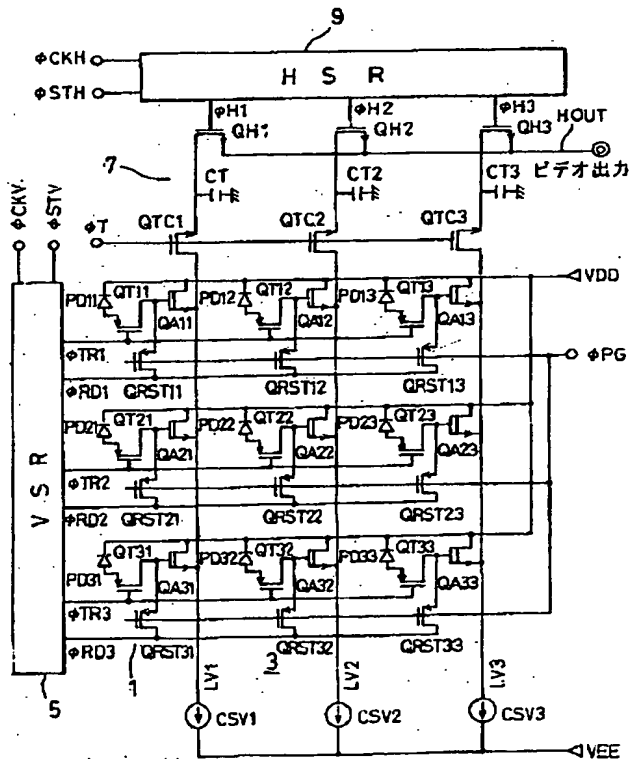 9
φCKH
φSTH
H S R
φH1
φH2
φH3
HOUT
QH1
QH2
QH3
ビデオ出力
7
CT
CT2
CT3
φCKV
φSTV
φT
QTC1
QTC2
QTC3
VDD
PD11
QT11
QA11
PD12
QT12
QA12
PD13
QT13
QA13
φTR1
φPG
φRD1
QRST11
QRST12
QRST13
PD21
QT21
QA21
PD22
QT22
QA22
PD23
QT23
QA23
V S R
φTR2
φRD2
QRST21
QRST22
QRST23
PD31
QT31
QA31
PD32
QT32
QA32
PD33
QT33
QA33
φTR3
φRD3
QRST31
QRST32
QRST33
5
1
3
LV1
LV2
LV3
CSV1
CSV2
CSV3
VEE